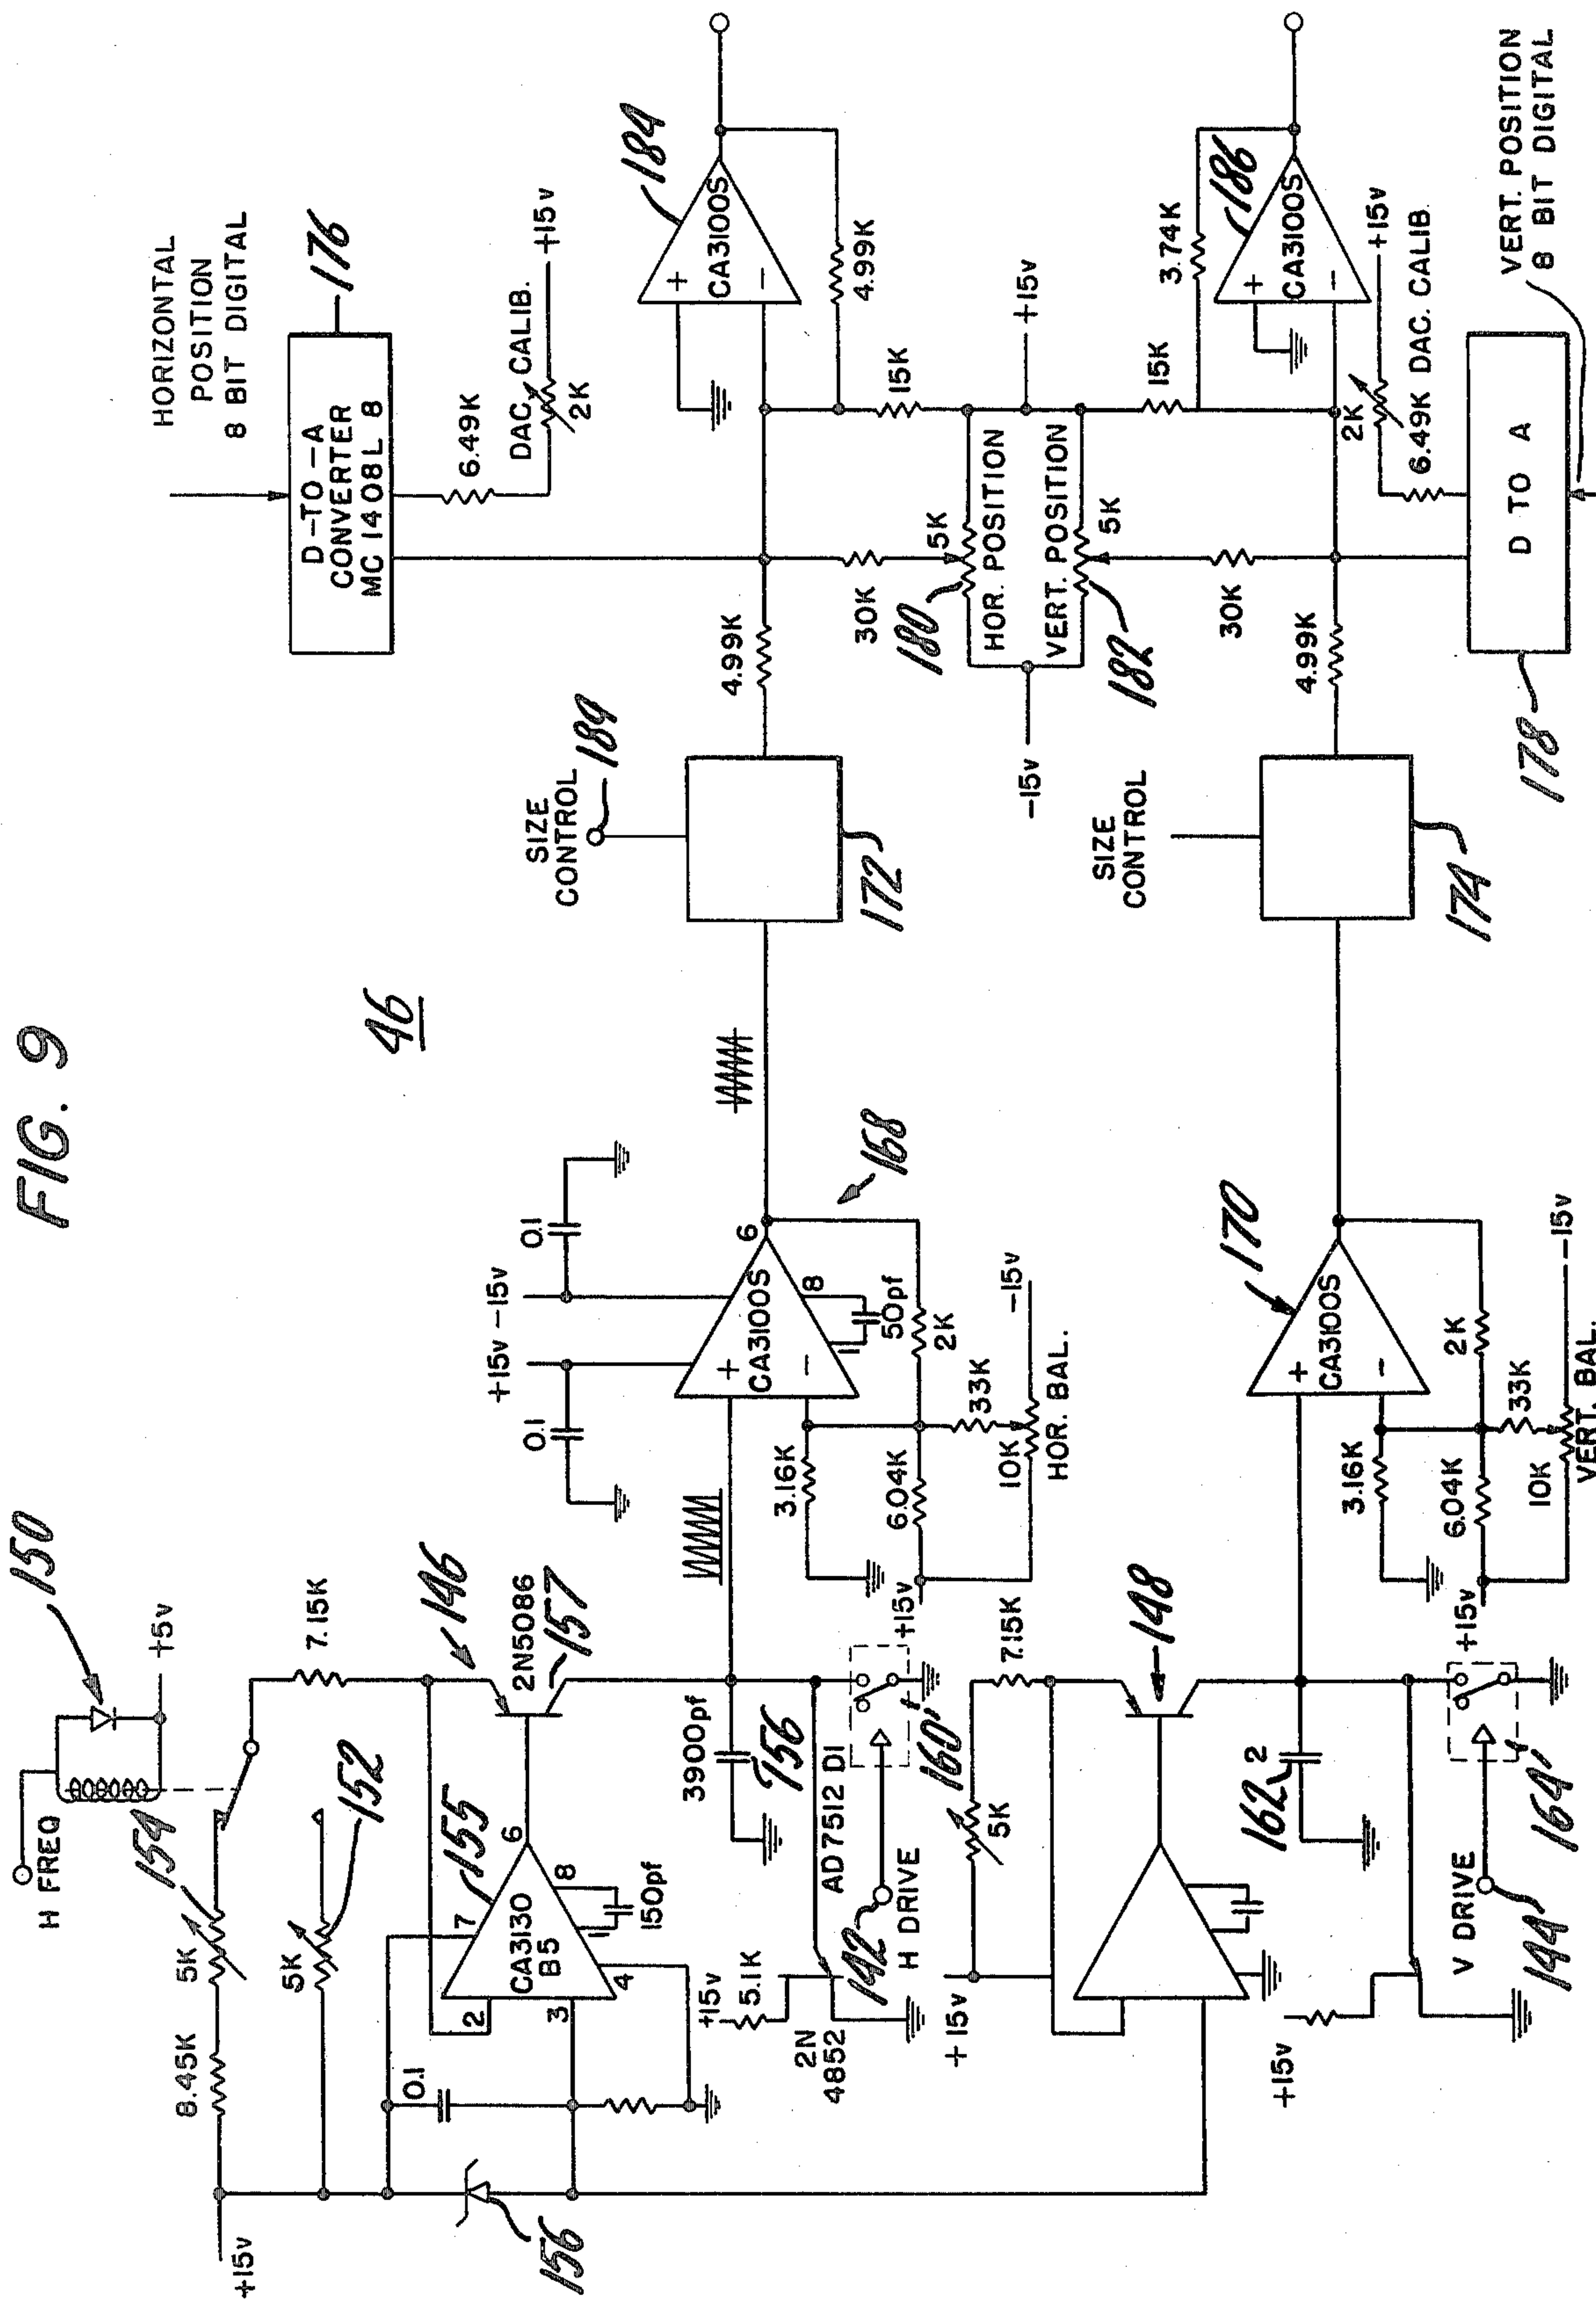 FIG. 9
46
H FREQ
150
+5v
154
8.45K
5K
5K
152
7.15K
146
+15v
156
0.1
2
3
7
155
CA3130
B5
6
8
1
4
150pf
2N5086
157
3900pf
156
+15v
5.1K
2N
4852
AD7512 DI
142
H DRIVE
160'
0.1
+15v
-15v
0.1
+
-
CA3100S
6
8
1
50pf
168
3.16K
2K
6.04K
33K
+15v
10K
-15v
HOR. BAL.
SIZE
CONTROL
184
172
4.99K
HORIZONTAL
POSITION
8 BIT DIGITAL
D-TO-A
CONVERTER
MC 1408L 8
176
6.49K
DAC. CALIB.
2K
+15v
184
+
-
CA3100S
4.99K
15K
30K
5K
180
HOR. POSITION
-15v
+15v
VERT. POSITION
182
5K
30K
15K
3.74K
186
+
-
CA3100S
+15v
2K
6.49K DAC. CALIB.
+15v
5K
7.15K
148
162
2
+15v
V DRIVE
144
164'
170
+
-
CA3100S
3.16K
2K
6.04K
33K
+15v
10K
-15v
VERT. BAL.
SIZE
CONTROL
174
4.99K
D TO A
178
VERT. POSITION
8 BIT DIGITAL